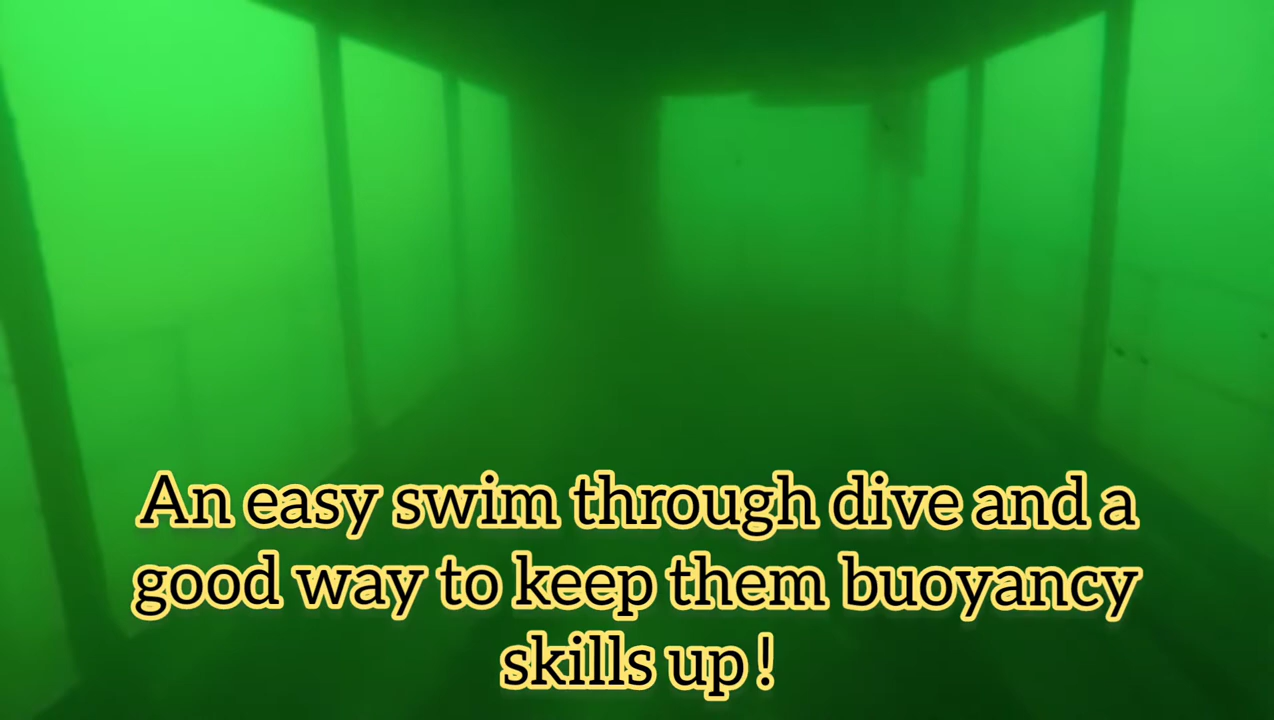 An easy swim through dive and a
good way to keep them buoyancy
skills up !